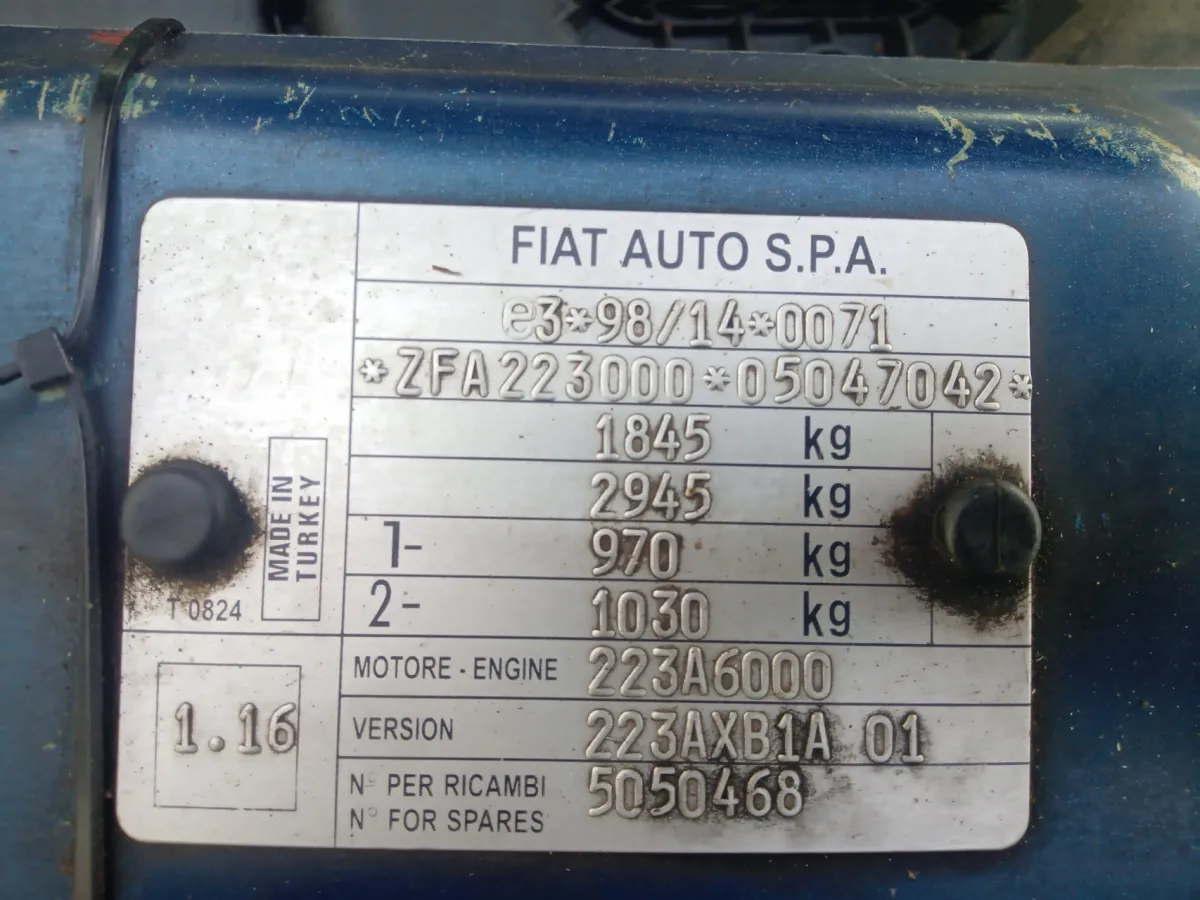 FIAT AUTO S.P.A.
e3*98/14*0071
*ZFA223000*05047042*
1845 kg
2945 kg
1- 970 kg
2- 1030 kg
MADE IN
TURKEY
T 0824
MOTORE - ENGINE 223A6000
1.16
VERSION 223AXB1A 01
N° PER RICAMBI 5050468
N° FOR SPARES